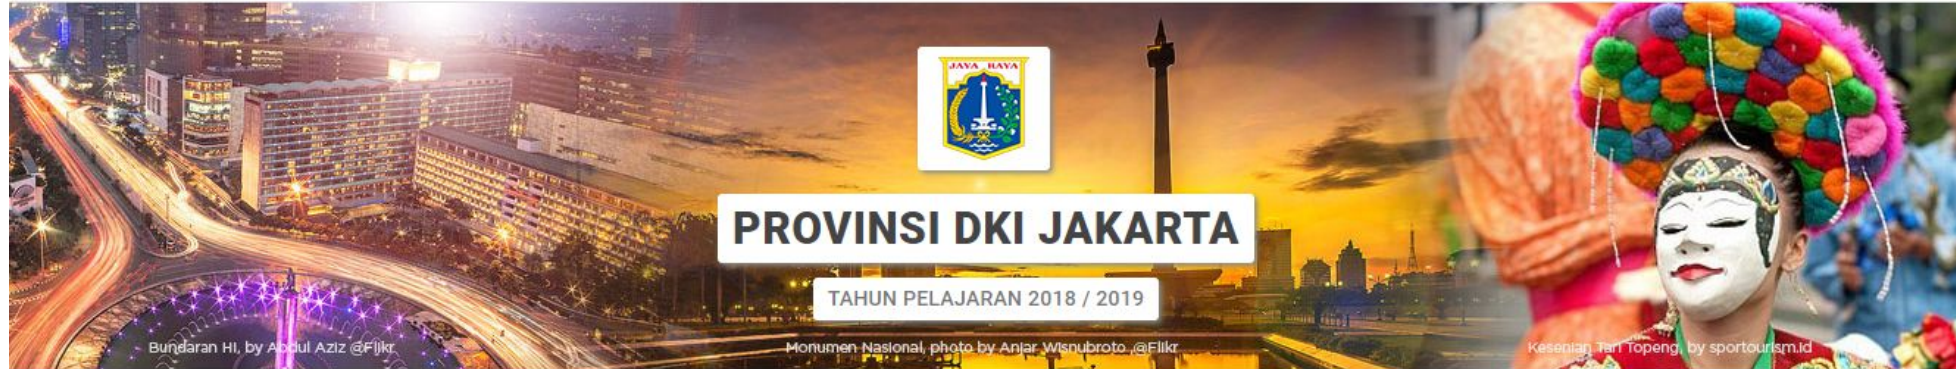 JAYA RAYA
PROVINSI DKI JAKARTA
TAHUN PELAJARAN 2018 / 2019
Bundaran HI, by Abdul Aziz @Flikr
Monumen Nasional, photo by Anjar Wisnubroto ,@Flikr
Kesenian Tari Topeng, by sportourism.id